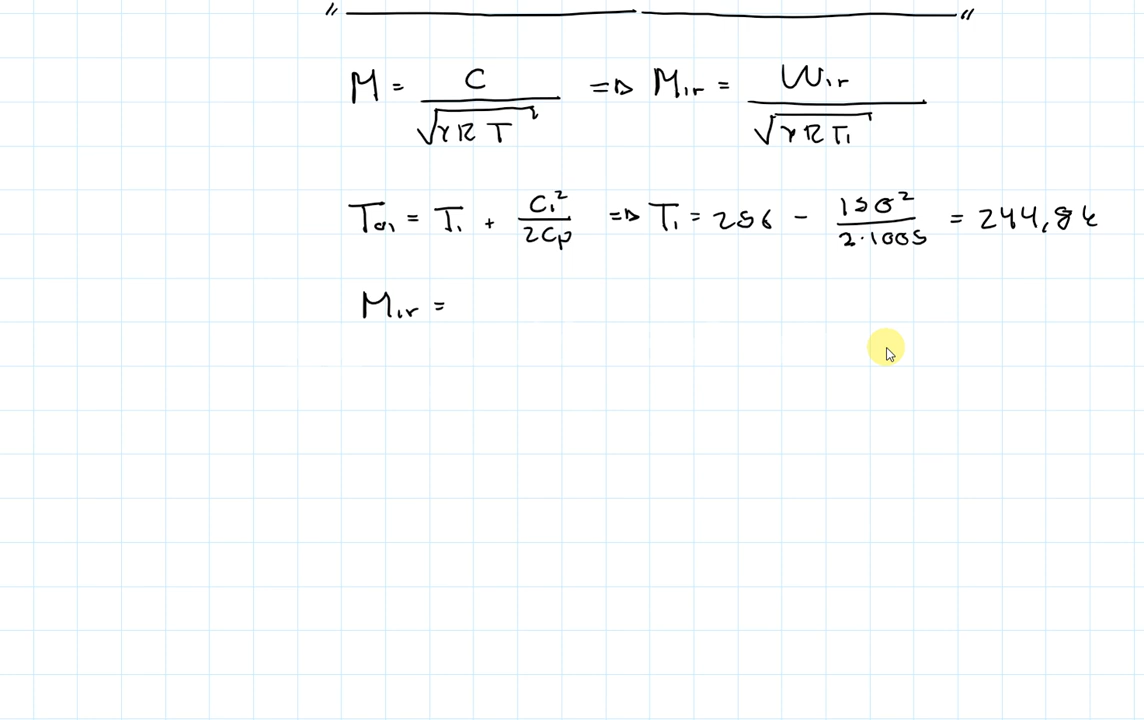 " ——— ——— "
M = C / √(γRT) => M₁r = W₁r / √(γRT₁)
T₀₁ = T₁ + C₁² / 2Cp => T₁ = 256 − 150² / 2·1005 = 244,8K
M₁r =